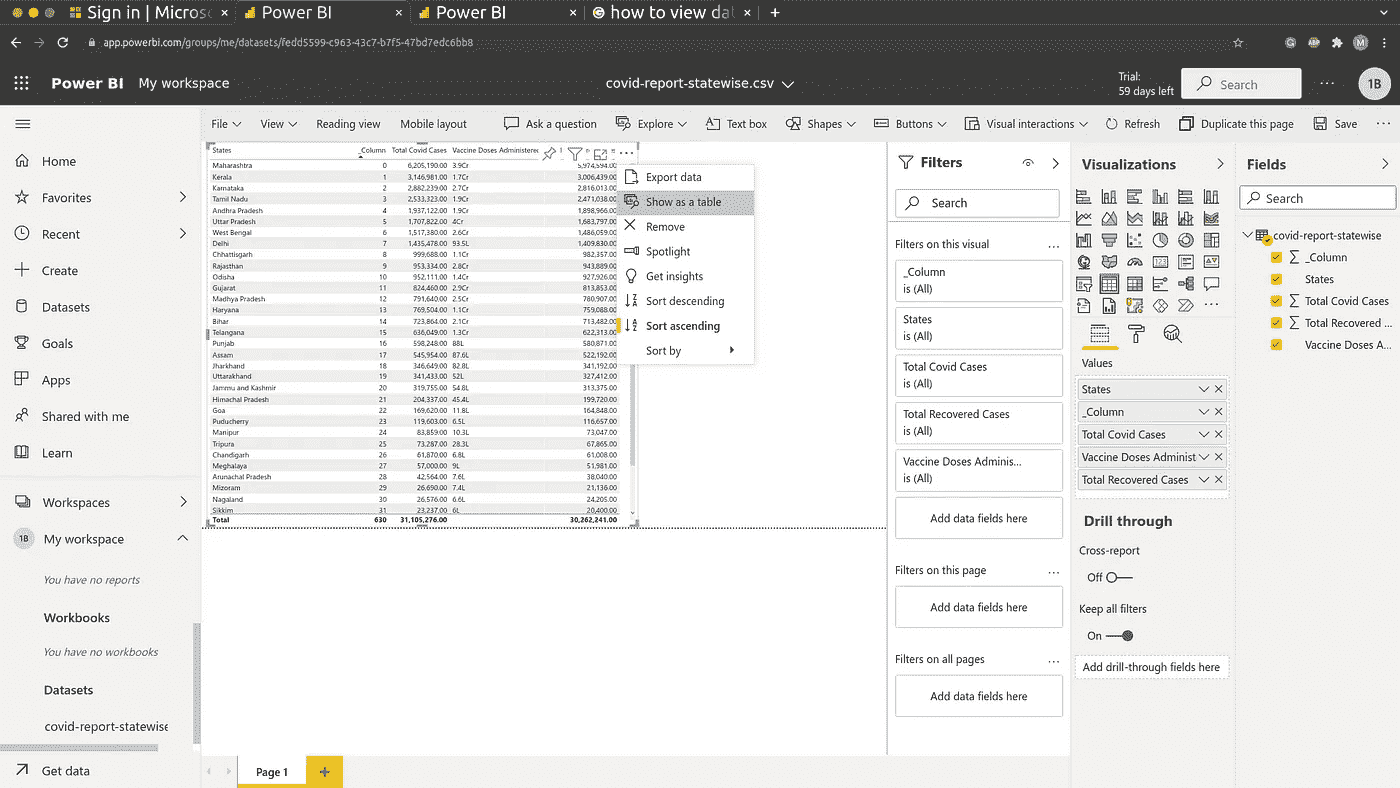 Sign in | Micros
Power BI
Power BI
how to view dat
app.powerbi.com/groups/me/datasets/fedd5599-c963-43c7-b7f5-47bd7edc6bb8
Power BI My workspace
covid-report-statewise.csv
Trial:
59 days left
Search
1B
File View Reading view Mobile layout Ask a question Explore Text box Shapes Buttons Visual interactions Refresh Duplicate this page Save
Home
Favorites
Recent
Create
Datasets
Goals
Apps
Shared with me
Learn
Workspaces
1B My workspace
You have no reports
Workbooks
You have no workbooks
Datasets
covid-report-statewise
Get data
States _Column Total Covid Cases Vaccine Doses Administered
Maharashtra 0 6,205,190.00 3.9Cr 5,974,594.00
Kerala 1 3,146,981.00 1.7Cr 3,006,439.00
Karnataka 2 2,882,239.00 2.7Cr 2,816,013.00
Tamil Nadu 3 2,533,323.00 1.9Cr 2,471,038.00
Andhra Pradesh 4 1,937,122.00 1.9Cr 1,898,966.00
Uttar Pradesh 5 1,707,822.00 4Cr 1,683,797.00
West Bengal 6 1,517,380.00 2.6Cr 1,486,059.00
Delhi 7 1,435,478.00 93.5L 1,409,830.00
Chhattisgarh 8 999,688.00 1.1Cr 982,357.00
Rajasthan 9 953,334.00 2.8Cr 943,889.00
Odisha 10 952,111.00 1.4Cr 927,926.00
Gujarat 11 824,460.00 2.9Cr 813,853.00
Madhya Pradesh 12 791,640.00 2.5Cr 780,907.00
Haryana 13 769,504.00 1.1Cr 759,088.00
Bihar 14 723,864.00 2.1Cr 713,482.00
Telangana 15 636,049.00 1.3Cr 622,313.00
Punjab 16 598,248.00 88L 580,871.00
Assam 17 545,954.00 87.6L 522,192.00
Jharkhand 18 346,649.00 82.8L 341,192.00
Uttarakhand 19 341,433.00 52L 327,412.00
Jammu and Kashmir 20 319,755.00 54.8L 313,375.00
Himachal Pradesh 21 204,337.00 45.4L 199,720.00
Goa 22 169,620.00 11.8L 164,848.00
Puducherry 23 119,603.00 6.5L 116,657.00
Manipur 24 83,859.00 10.3L 73,047.00
Tripura 25 73,287.00 28.3L 67,865.00
Chandigarh 26 61,870.00 6.8L 61,008.00
Meghalaya 27 57,000.00 9L 51,981.00
Arunachal Pradesh 28 42,564.00 7.6L 38,040.00
Mizoram 29 26,690.00 7.4L 21,136.00
Nagaland 30 26,576.00 6.6L 24,205.00
Sikkim 31 23,237.00 6L 20,400.00
Total 630 31,105,276.00 30,262,241.00
Export data
Show as a table
Remove
Spotlight
Get insights
Sort descending
Sort ascending
Sort by
Page 1
Filters
Search
Filters on this visual
_Column
is (All)
States
is (All)
Total Covid Cases
is (All)
Total Recovered Cases
is (All)
Vaccine Doses Adminis...
is (All)
Add data fields here
Filters on this page
Add data fields here
Filters on all pages
Add data fields here
Visualizations
Values
States
_Column
Total Covid Cases
Vaccine Doses Administ
Total Recovered Cases
Drill through
Cross-report
Off
Keep all filters
On
Add drill-through fields here
Fields
Search
covid-report-statewise
_Column
States
Total Covid Cases
Total Recovered ...
Vaccine Doses A...